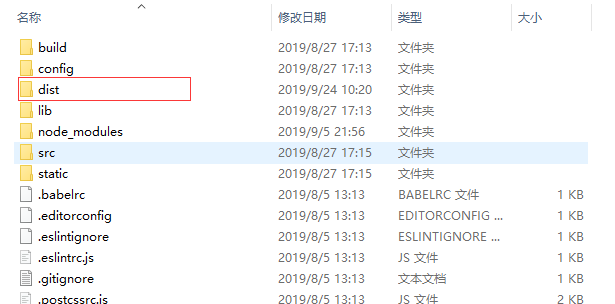 名称 修改日期 类型 大小
build 2019/8/27 17:13 文件夹
config 2019/8/27 17:13 文件夹
dist 2019/9/24 10:20 文件夹
lib 2019/8/27 17:13 文件夹
node_modules 2019/9/5 21:56 文件夹
src 2019/8/27 17:15 文件夹
static 2019/8/27 17:15 文件夹
.babelrc 2019/8/5 13:13 BABELRC 文件 1 KB
.editorconfig 2019/8/5 13:13 EDITORCONFIG ... 1 KB
.eslintignore 2019/8/5 13:13 ESLINTIGNORE ... 1 KB
.eslintrc.js 2019/8/5 13:13 JS 文件 1 KB
.gitignore 2019/8/5 13:13 文本文档 1 KB
.postcssrc.js 2019/8/5 13:13 JS 文件 2 KB